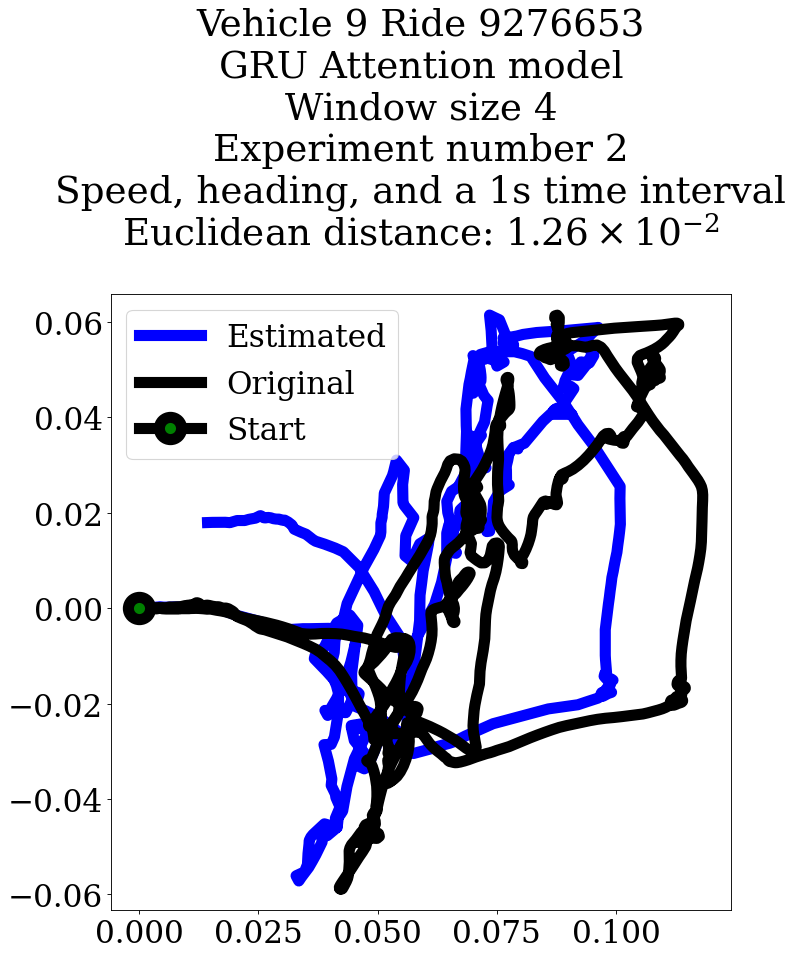 Vehicle 9 Ride 9276653
GRU Attention model
Window size 4
Experiment number 2
Speed, heading, and a 1s time interval
Euclidean distance: 1.26 × 10⁻²
Estimated
Original
Start
0.06
0.04
0.02
0.00
−0.02
−0.04
−0.06
0.000 0.025 0.050 0.075 0.100